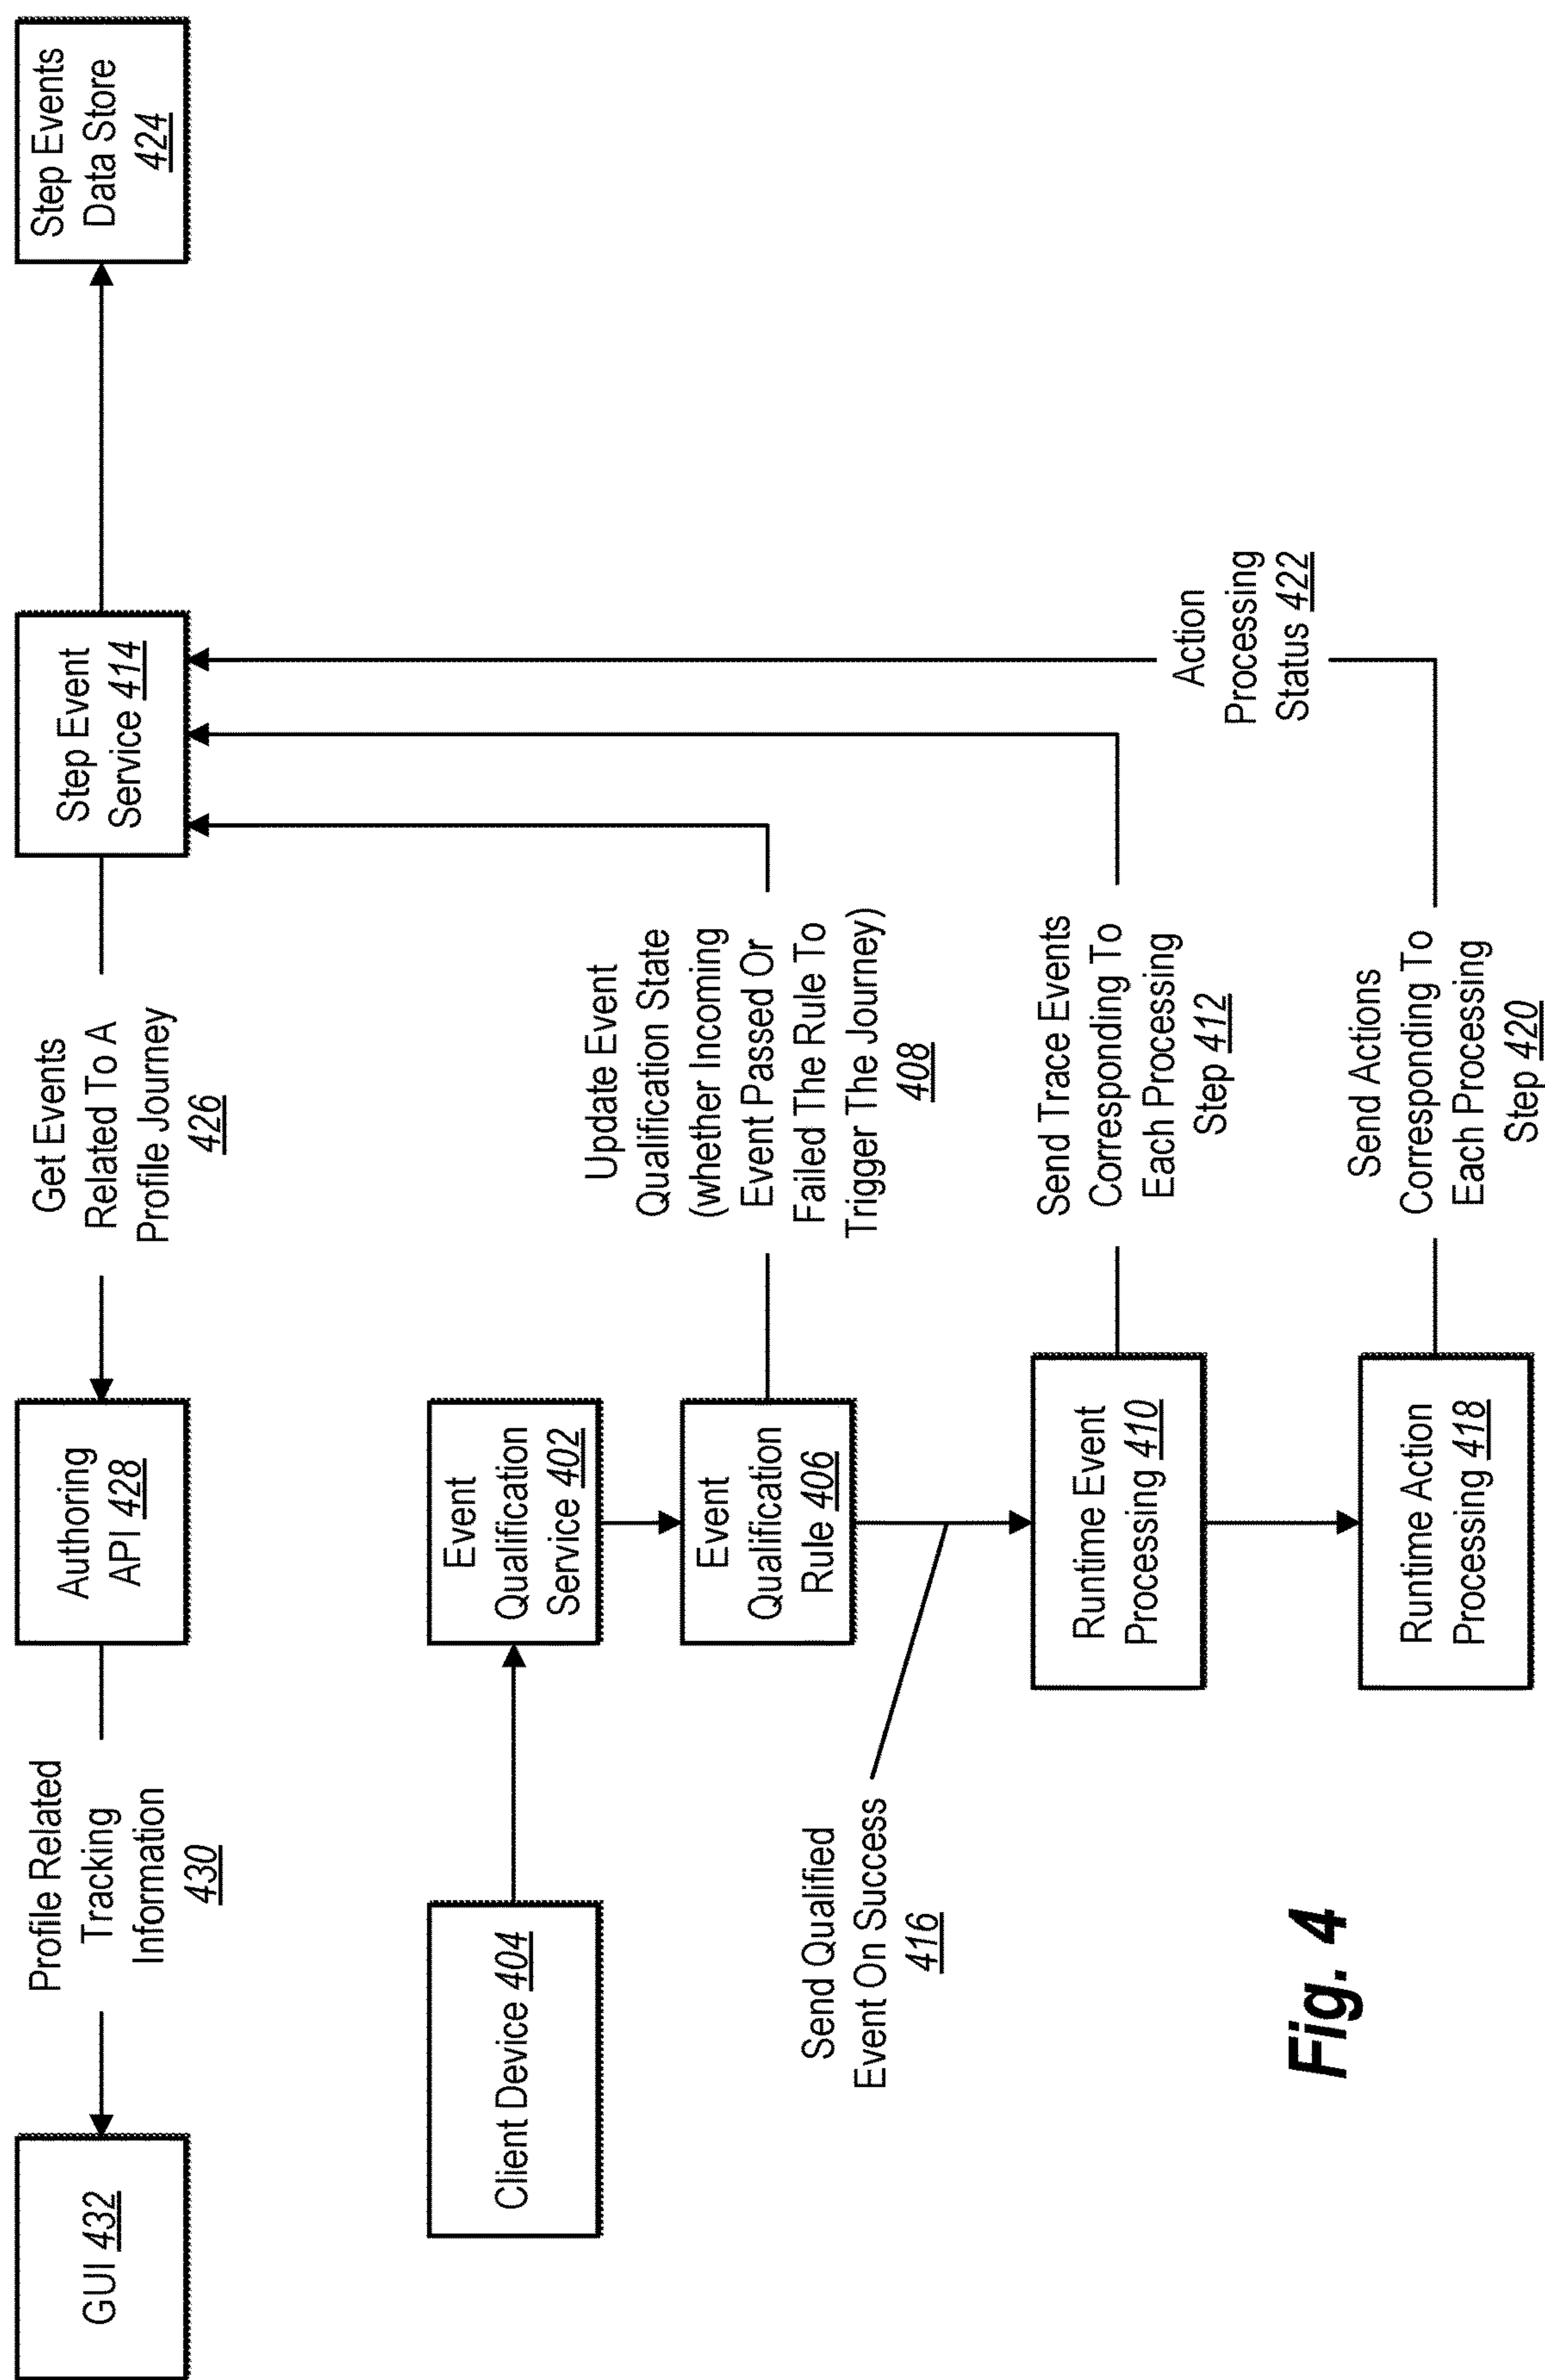 GUI 432
Profile Related
Tracking
Information
430
Authoring
API 428
Get Events
Related To A
Profile Journey
426
Step Event
Service 414
Step Events
Data Store
424
Client Device 404
Event
Qualification
Service 402
Event
Qualification
Rule 406
Update Event
Qualification State
(whether Incoming
Event Passed Or
Failed The Rule To
Trigger The Journey)
408
Send Qualified
Event On Success
416
Runtime Event
Processing 410
Send Trace Events
Corresponding To
Each Processing
Step 412
Action
Processing
Status 422
Runtime Action
Processing 418
Send Actions
Corresponding To
Each Processing
Step 420
Fig. 4